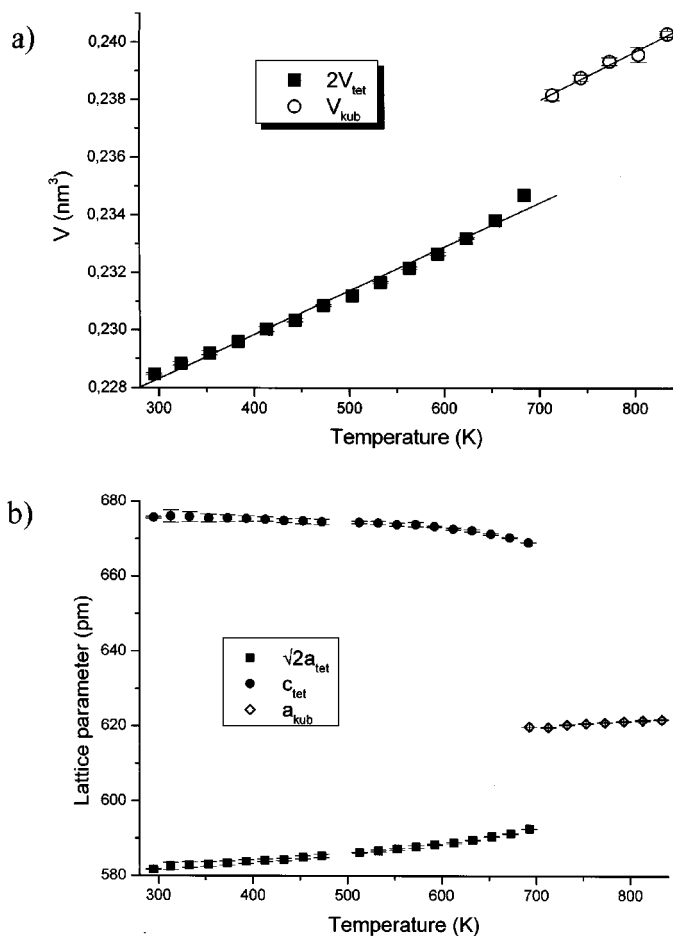 a)
0,240
0,238
0,236
0,234
0,232
0,230
0,228
V (nm³)
2V_tet
V_kub
300 400 500 600 700 800
Temperature (K)
b)
680
660
640
620
600
580
Lattice parameter (pm)
√2a_tet
c_tet
a_kub
300 400 500 600 700 800
Temperature (K)